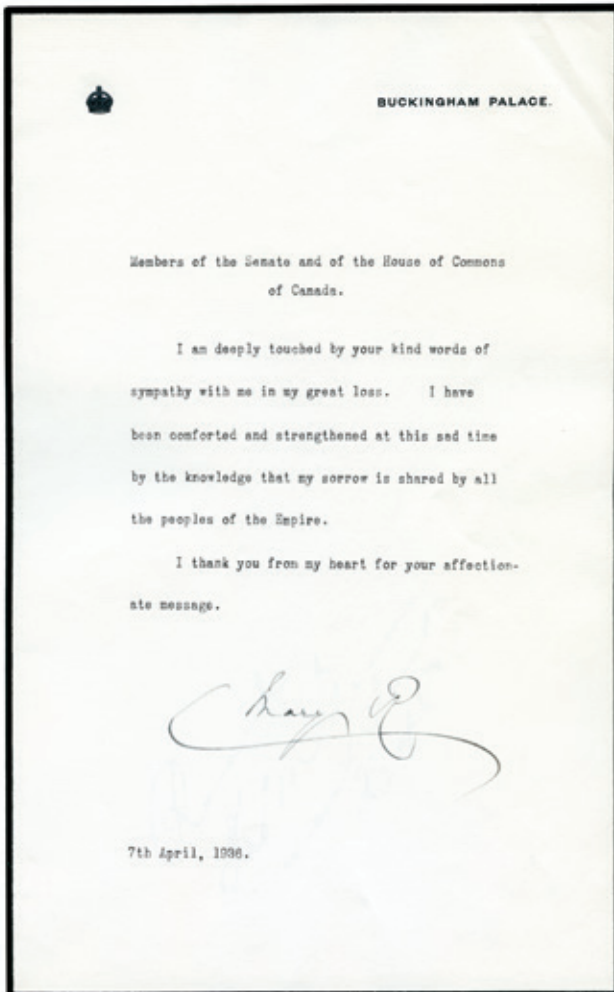 BUCKINGHAM PALACE.
Members of the Senate and of the House of Commons
of Canada.
I am deeply touched by your kind words of
sympathy with me in my great loss. I have
been comforted and strengthened at this sad time
by the knowledge that my sorrow is shared by all
the peoples of the Empire.
I thank you from my heart for your affection-
ate message.
Mary R
7th April, 1936.